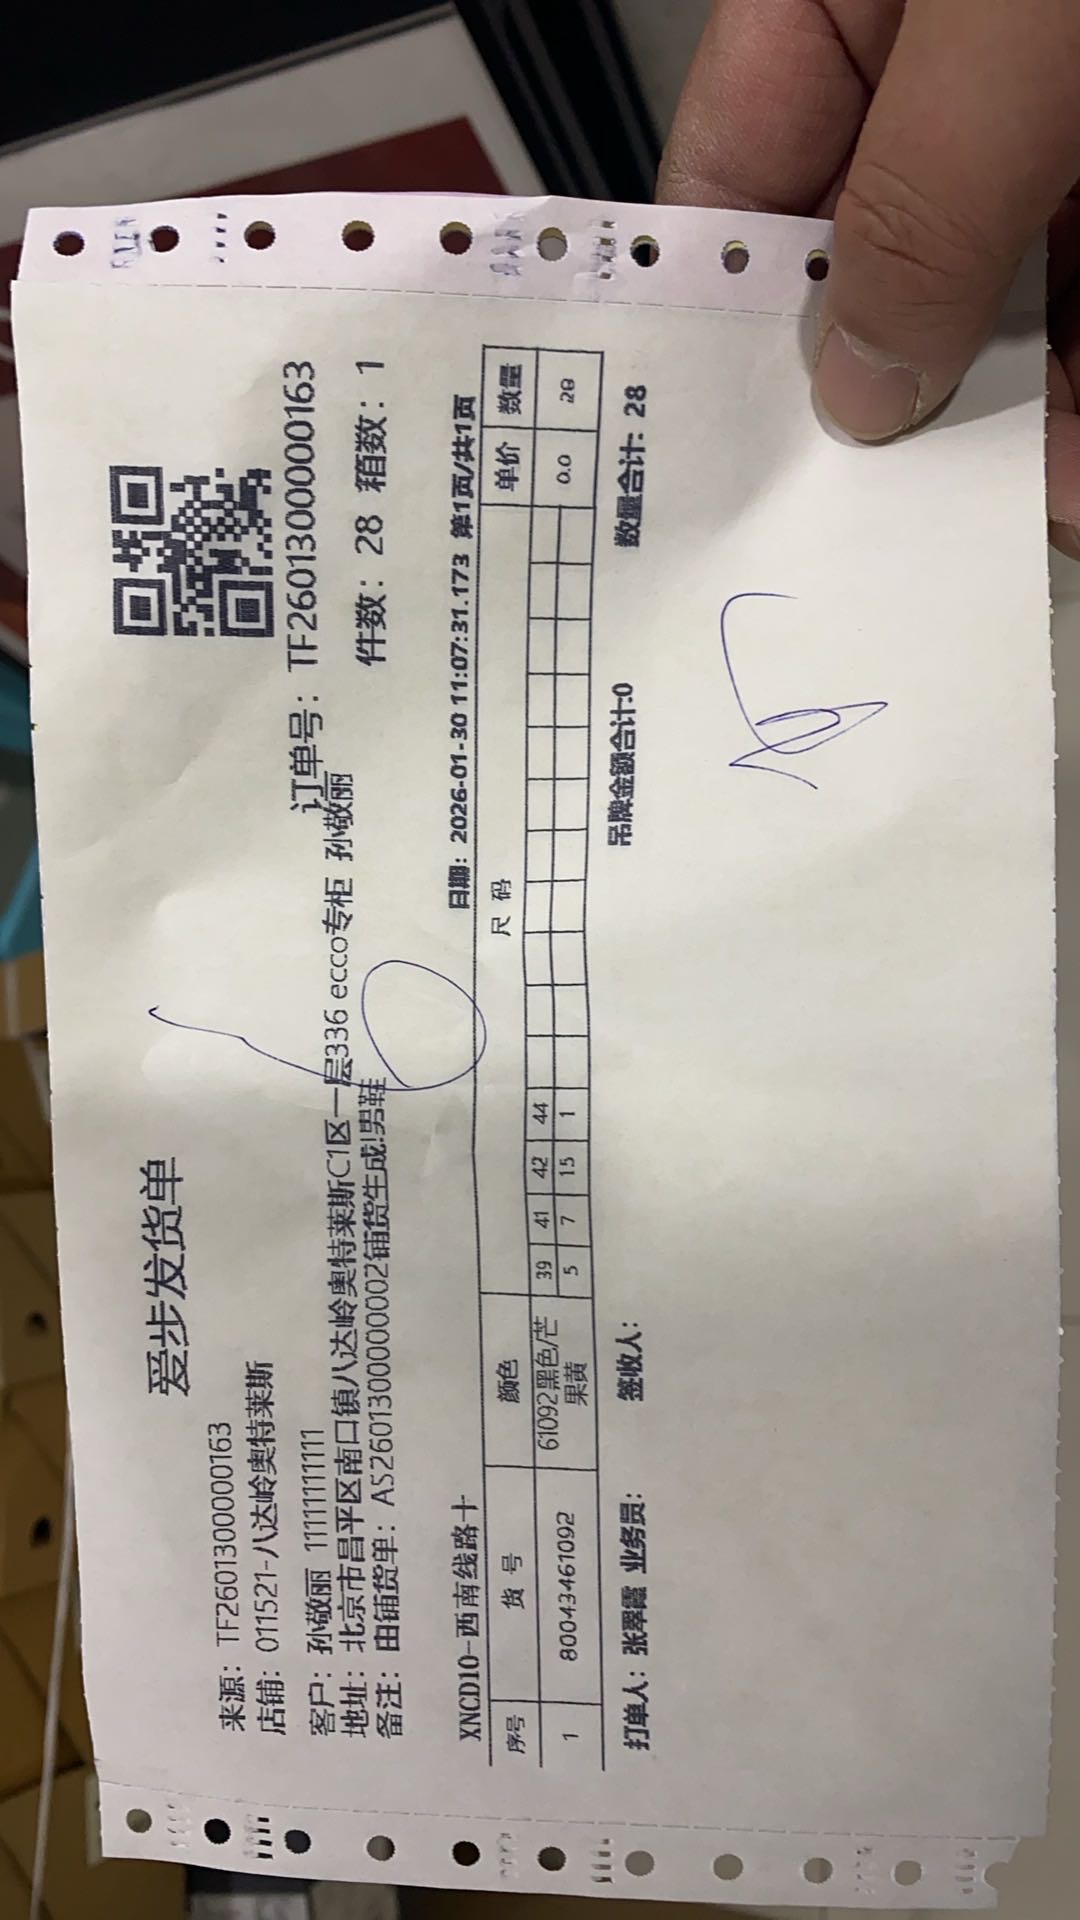 爱步发货单
来源：TF2601300000163
店铺：011521-八达岭奥特莱斯
订单号：TF2601300000163
客户：孙敬丽 11111111111
地址：北京市昌平区南口镇八达岭奥特莱斯C1区一层336 ecco专柜 孙敬丽
备注：由铺货单：AS2601300000002铺货生成!男鞋
件数：28 箱数：1
XNCD10-西南线路十 日期：2026-01-30 11:07:31.173 第1页/共1页
序号 货 号 颜色 尺 码 单价 数量
39 41 42 44
1 80043461092 61092黑色/芒果黄 5 7 15 1 0.0 28
打单人：张翠霞 业务员： 签收人： 吊牌金额合计:0 数量合计：28